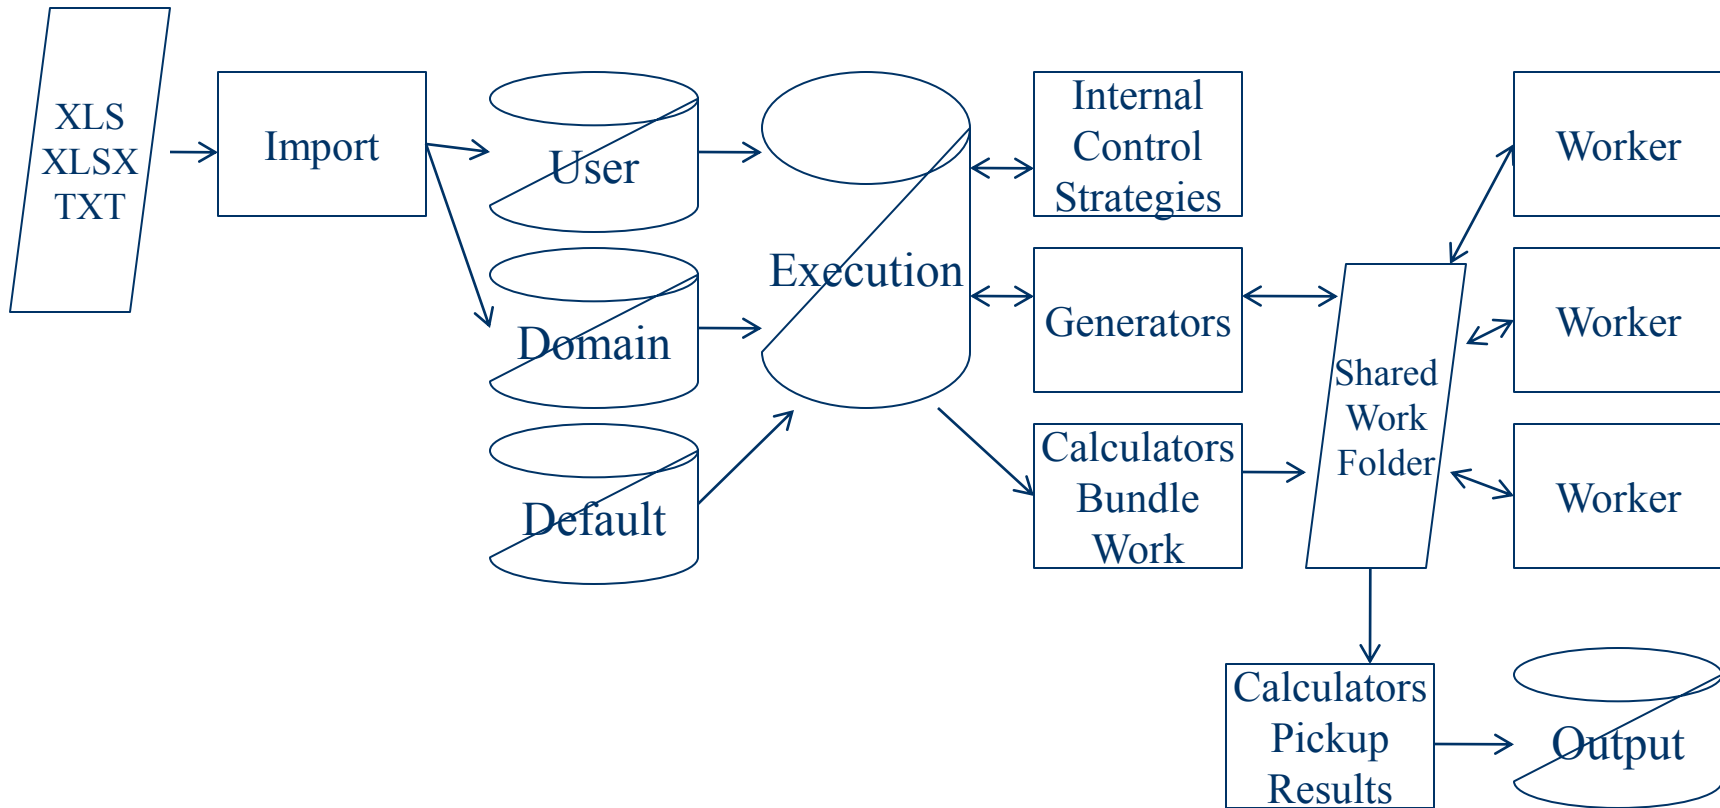 XLS
XLSX
TXT
Import
User
Domain
Default
Execution
Internal
Control
Strategies
Generators
Calculators
Bundle
Work
Shared
Work
Folder
Worker
Worker
Worker
Calculators
Pickup
Results
Output